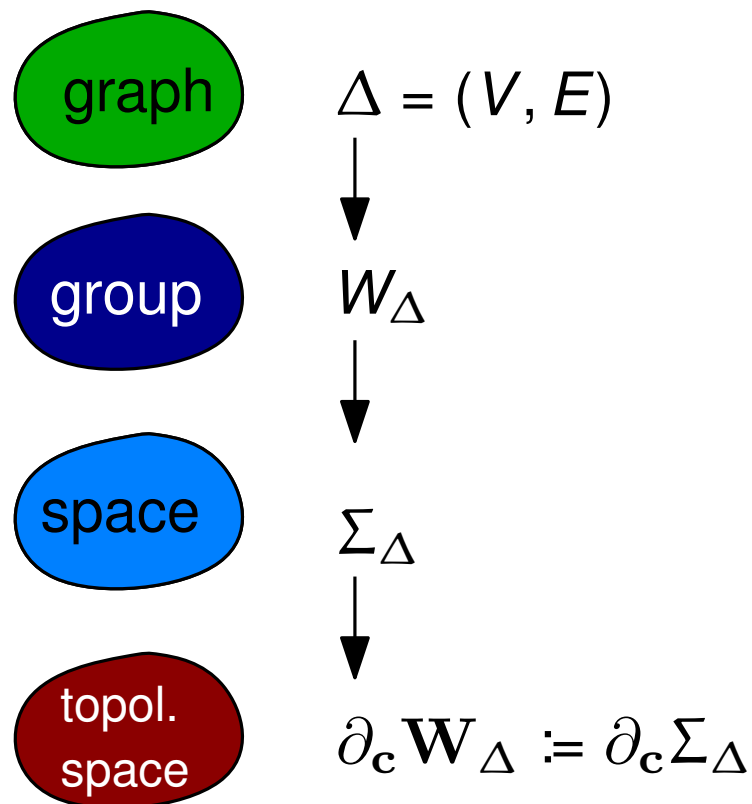 graph Δ = (V, E)
group W_Δ
space Σ_Δ
topol.
space ∂_c W_Δ := ∂_c Σ_Δ